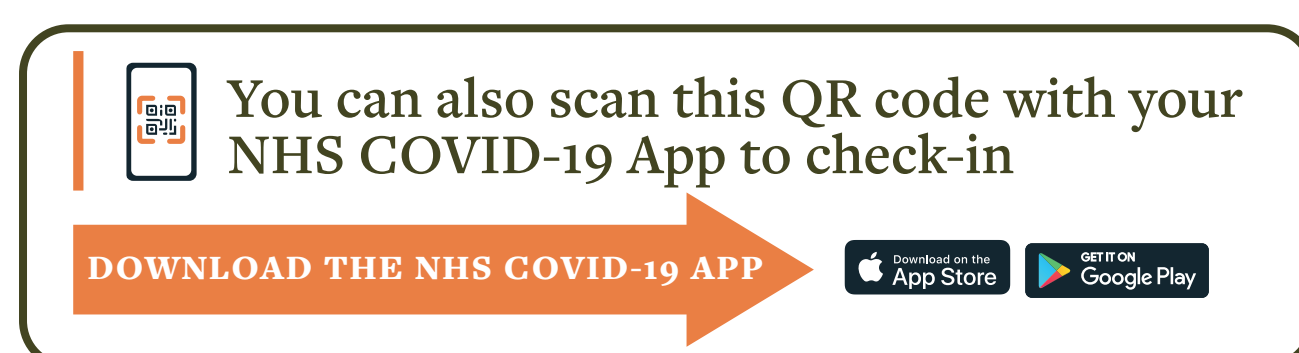 You can also scan this QR code with your
NHS COVID-19 App to check-in
DOWNLOAD THE NHS COVID-19 APP
Download on the
App Store
GET IT ON
Google Play